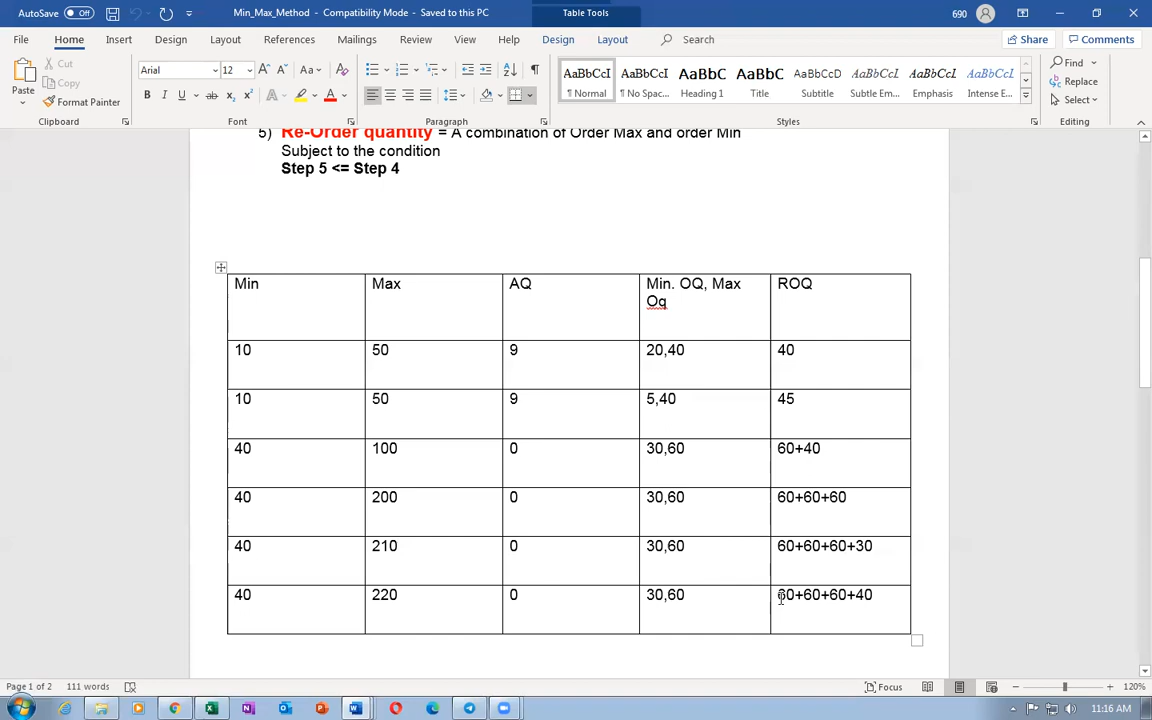 AutoSave Off Min_Max_Method - Compatibility Mode - Saved to this PC Table Tools 690
File Home Insert Draw Design Layout References Mailings Review View Help Design Layout Search Share Comments
Paste Cut Copy Format Painter
Clipboard
Arial 12
Font
Paragraph
AaBbCcI AaBbCcI AaBbC AaBbC AaBbCcD AaBbCcI AaBbCcI AaBbCcI
¶ Normal ¶ No Spac... Heading 1 Title Subtitle Subtle Em... Emphasis Intense E...
Styles
Find
Replace
Select
Editing
5) Re-Order quantity = A combination of Order Max and order Min
Subject to the condition
Step 5 <= Step 4
Min Max AQ Min. OQ, Max Oq ROQ
10 50 9 20,40 40
10 50 9 5,40 45
40 100 0 30,60 60+40
40 200 0 30,60 60+60+60
40 210 0 30,60 60+60+60+30
40 220 0 30,60 60+60+60+40
Page 1 of 2 111 words Focus 120%
11:16 AM